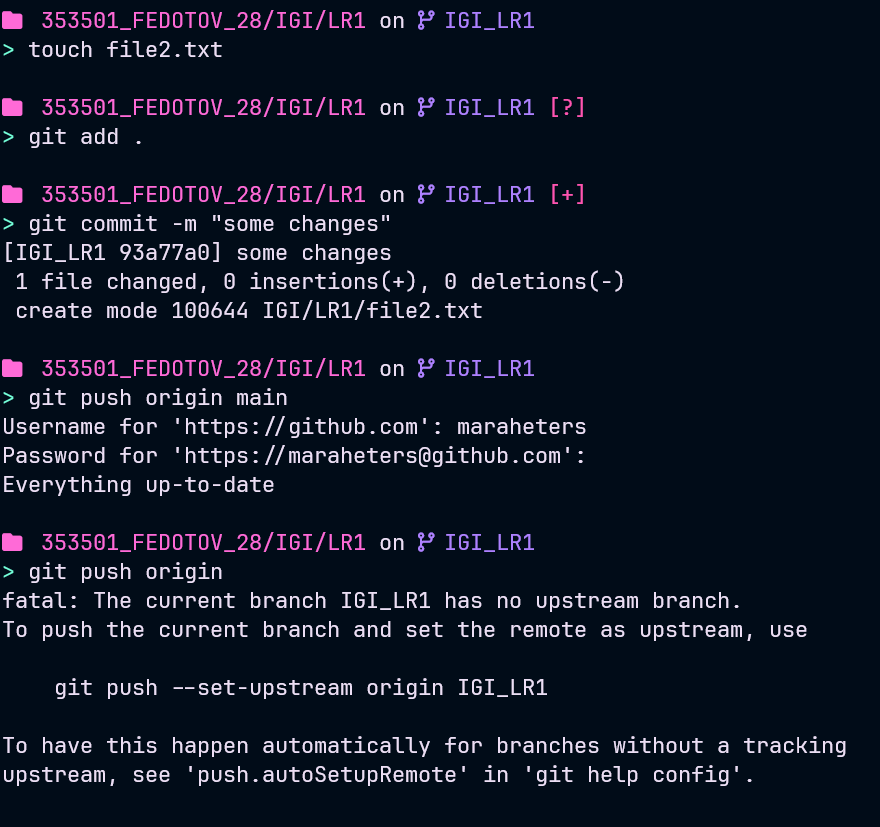 353501_FEDOTOV_28/IGI/LR1 on IGI_LR1
> touch file2.txt
353501_FEDOTOV_28/IGI/LR1 on IGI_LR1 [?]
> git add .
353501_FEDOTOV_28/IGI/LR1 on IGI_LR1 [+]
> git commit -m "some changes"
[IGI_LR1 93a77a0] some changes
 1 file changed, 0 insertions(+), 0 deletions(-)
 create mode 100644 IGI/LR1/file2.txt
353501_FEDOTOV_28/IGI/LR1 on IGI_LR1
> git push origin main
Username for 'https://github.com': maraheters
Password for 'https://maraheters@github.com':
Everything up-to-date
353501_FEDOTOV_28/IGI/LR1 on IGI_LR1
> git push origin
fatal: The current branch IGI_LR1 has no upstream branch.
To push the current branch and set the remote as upstream, use
    git push --set-upstream origin IGI_LR1
To have this happen automatically for branches without a tracking
upstream, see 'push.autoSetupRemote' in 'git help config'.